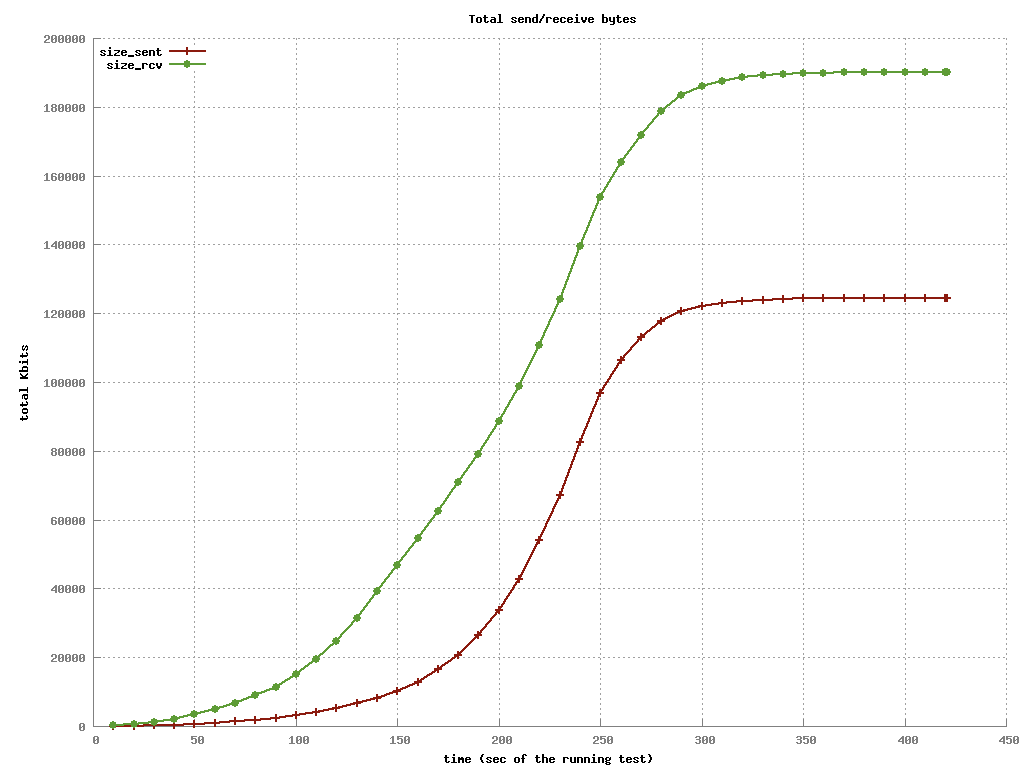 Total send/receive bytes
size_sent
size_rcv
200000
180000
160000
140000
120000
100000
80000
60000
40000
20000
0
total Kbits
0 50 100 150 200 250 300 350 400 450
time (sec of the running test)